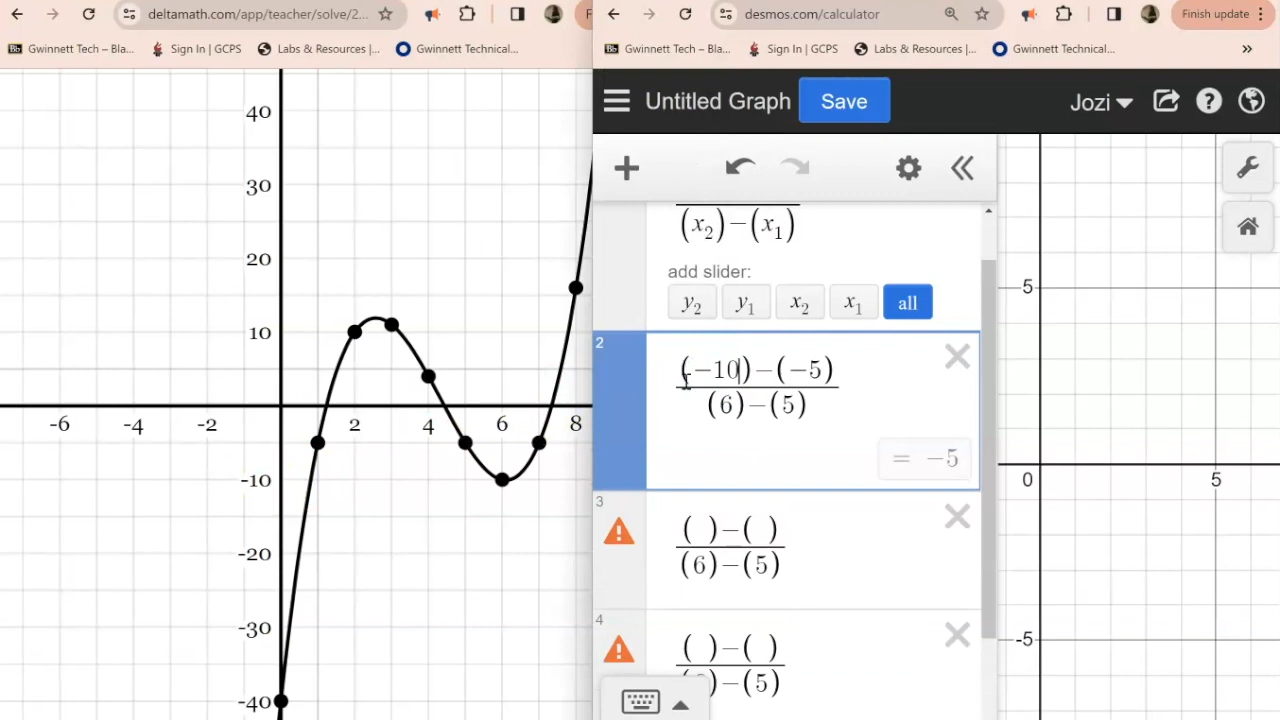 deltamath.com/app/teacher/solve/2...
Bb Gwinnett Tech – Bla...
Sign In | GCPS
Labs & Resources |...
Gwinnett Technical...
40
30
20
10
-6 -4 -2 2 4 6 8
-10
-20
-30
-40
desmos.com/calculator
Finish update
Bb Gwinnett Tech – Bla...
Sign In | GCPS
Labs & Resources |...
Gwinnett Technical...
»
Untitled Graph
Save
Jozi
?
+
(x₂)−(x₁)
add slider:
y₂ y₁ x₂ x₁ all
2
(−10)−(−5)
(6)−(5)
= −5
3
( )−( )
(6)−(5)
4
( )−( )
)−(5)
5
0 5
-5